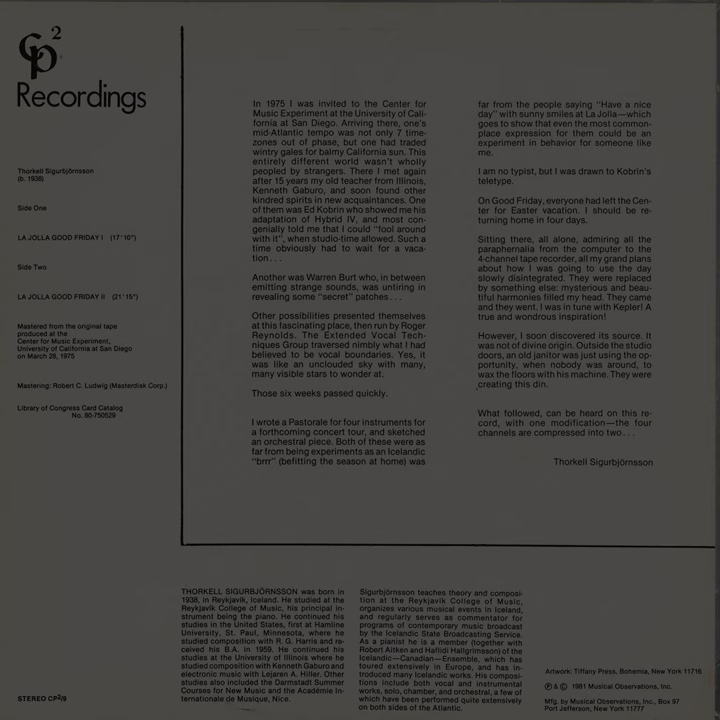 CP2
Recordings
Thorkell Sigurbjörnsson
(b. 1938)
Side One
LA JOLLA GOOD FRIDAY I (17'10")
Side Two
LA JOLLA GOOD FRIDAY II (21'15")
Mastered from the original tape
produced at the
Center for Music Experiment,
University of California at San Diego
on March 28, 1975
Mastering: Robert C. Ludwig (Masterdisk Corp.)
Library of Congress Card Catalog
No. 80-750529
In 1975 I was invited to the Center for
Music Experiment at the University of Cali-
fornia at San Diego. Arriving there, one's
mid-Atlantic tempo was not only 7 time-
zones out of phase, but one had traded
wintry gales for balmy California sun. This
entirely different world wasn't wholly
peopled by strangers. There I met again
after 15 years my old teacher from Illinois,
Kenneth Gaburo, and soon found other
kindred spirits in new acquaintances. One
of them was Ed Kobrin who showed me his
adaptation of Hybrid IV, and most con-
genially told me that I could "fool around
with it", when studio-time allowed. Such a
time obviously had to wait for a vaca-
tion...
Another was Warren Burt who, in between
emitting strange sounds, was untiring in
revealing some "secret" patches...
Other possibilities presented themselves
at this fascinating place, then run by Roger
Reynolds. The Extended Vocal Tech-
niques Group traversed nimbly what I had
believed to be vocal boundaries. Yes, it
was like an unclouded sky with many,
many visible stars to wonder at.
Those six weeks passed quickly.
I wrote a Pastorale for four instruments for
a forthcoming concert tour, and sketched
an orchestral piece. Both of these were as
far from being experiments as an Icelandic
"brrr" (befitting the season at home) was
far from the people saying "Have a nice
day" with sunny smiles at La Jolla—which
goes to show that even the most common-
place expression for them could be an
experiment in behavior for someone like
me.
I am no typist, but I was drawn to Kobrin's
teletype.
On Good Friday, everyone had left the Cen-
ter for Easter vacation. I should be re-
turning home in four days.
Sitting there, all alone, admiring all the
paraphernalia from the computer to the
4-channel tape recorder, all my grand plans
about how I was going to use the day
slowly disintegrated. They were replaced
by something else: mysterious and beau-
tiful harmonies filled my head. They came
and they went. I was in tune with Kepler! A
true and wondrous inspiration!
However, I soon discovered its source. It
was not of divine origin. Outside the studio
doors, an old janitor was just using the op-
portunity, when nobody was around, to
wax the floors with his machine. They were
creating this din.
What followed, can be heard on this re-
cord, with one modification—the four
channels are compressed into two...
Thorkell Sigurbjörnsson
THORKELL SIGURBJÖRNSSON was born in
1938, in Reykjavík, Iceland. He studied at the
Reykjavík College of Music, his principal in-
strument being the piano. He continued his
studies in the United States, first at Hamline
University, St. Paul, Minnesota, where he
studied composition with R. G. Harris and re-
ceived his B.A. in 1959. He continued his
studies at the University of Illinois where he
studied composition with Kenneth Gaburo and
electronic music with Lejaren A. Hiller. Other
studies also included the Darmstadt Summer
Courses for New Music and the Académie In-
ternationale de Musique, Nice.
Sigurbjörnsson teaches theory and composi-
tion at the Reykjavík College of Music,
organizes various musical events in Iceland,
and regularly serves as commentator for
programs of contemporary music broadcast
by the Icelandic State Broadcasting Service.
As a pianist he is a member (together with
Robert Aitken and Haflidi Hallgrímsson) of the
Icelandic—Canadian—Ensemble, which has
toured extensively in Europe, and has in-
troduced many Icelandic works. His composi-
tions include both vocal and instrumental
works, solo, chamber, and orchestral, a few of
which have been performed quite extensively
on both sides of the Atlantic.
Artwork: Tiffany Press, Bohemia, New York 11716
℗ & © 1981 Musical Observations, Inc.
Mfg. by Musical Observations, Inc., Box 97
Port Jefferson, New York 11777
STEREO CP2/9